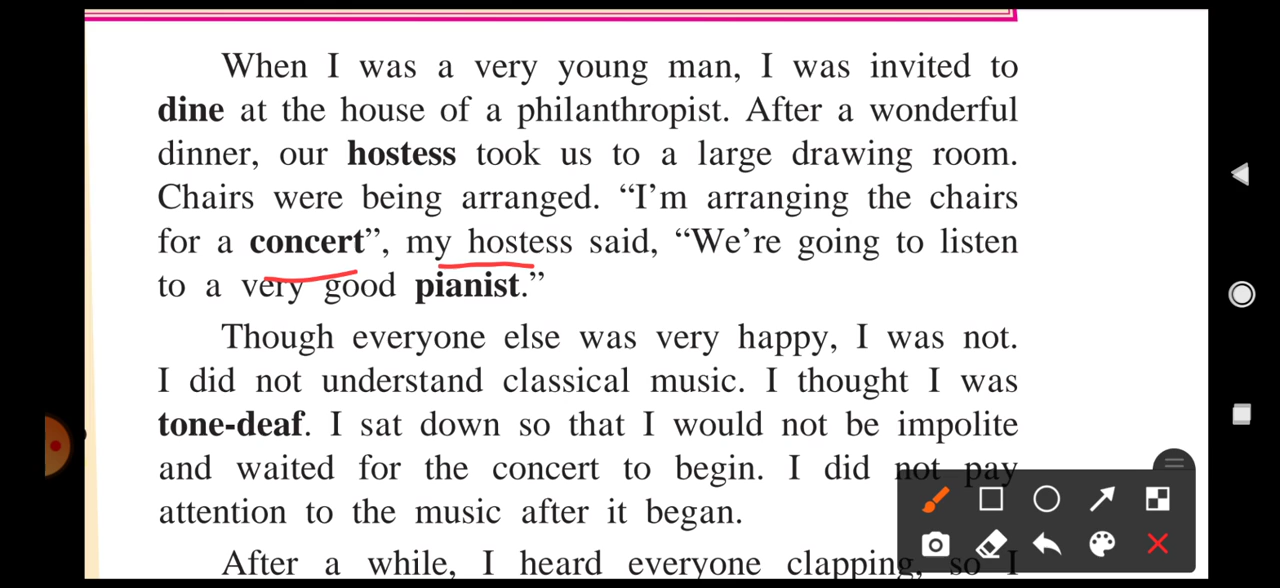 When I was a very young man, I was invited to
dine at the house of a philanthropist. After a wonderful
dinner, our hostess took us to a large drawing room.
Chairs were being arranged. “I’m arranging the chairs
for a concert”, my hostess said, “We’re going to listen
to a very good pianist.”
Though everyone else was very happy, I was not.
I did not understand classical music. I thought I was
tone-deaf. I sat down so that I would not be impolite
and waited for the concert to begin. I did not pay
attention to the music after it began.
After a while, I heard everyone clapping, so I